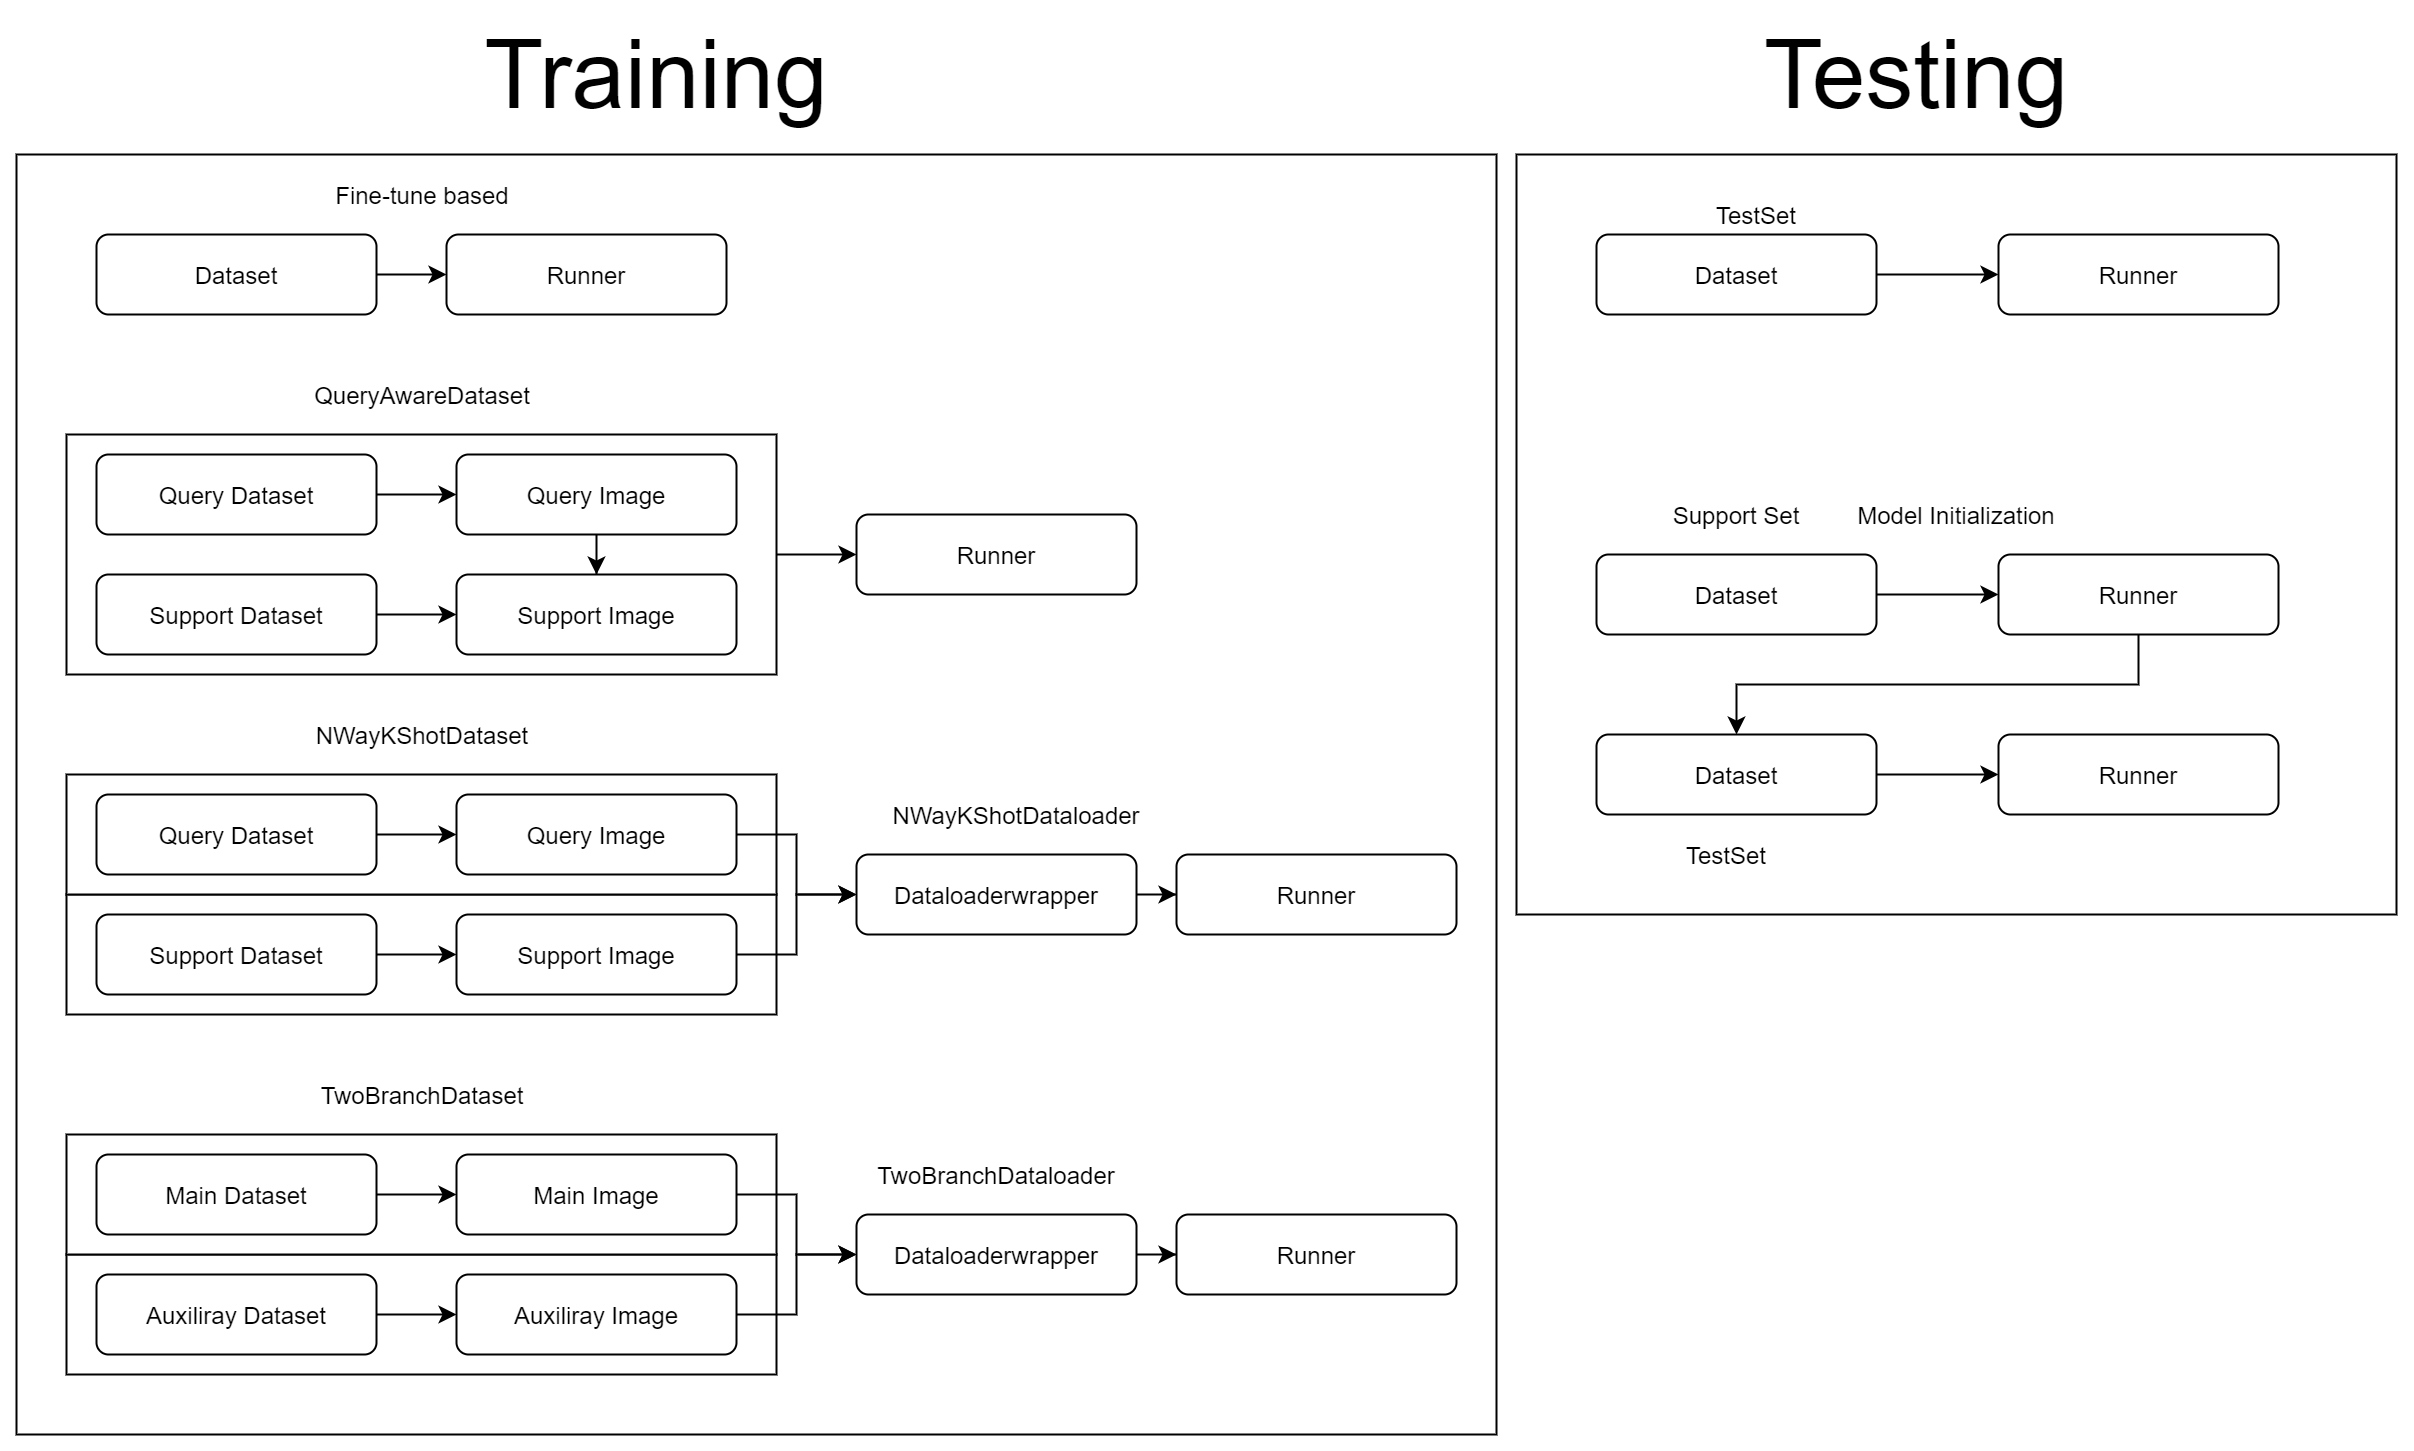 Training
Fine-tune based
Dataset
Runner
QueryAwareDataset
Query Dataset
Query Image
Support Dataset
Support Image
Runner
NWayKShotDataset
Query Dataset
Query Image
Support Dataset
Support Image
NWayKShotDataloader
Dataloaderwrapper
Runner
TwoBranchDataset
Main Dataset
Main Image
Auxiliray Dataset
Auxiliray Image
TwoBranchDataloader
Dataloaderwrapper
Runner
Testing
TestSet
Dataset
Runner
Support Set
Model Initialization
Dataset
Runner
Dataset
Runner
TestSet